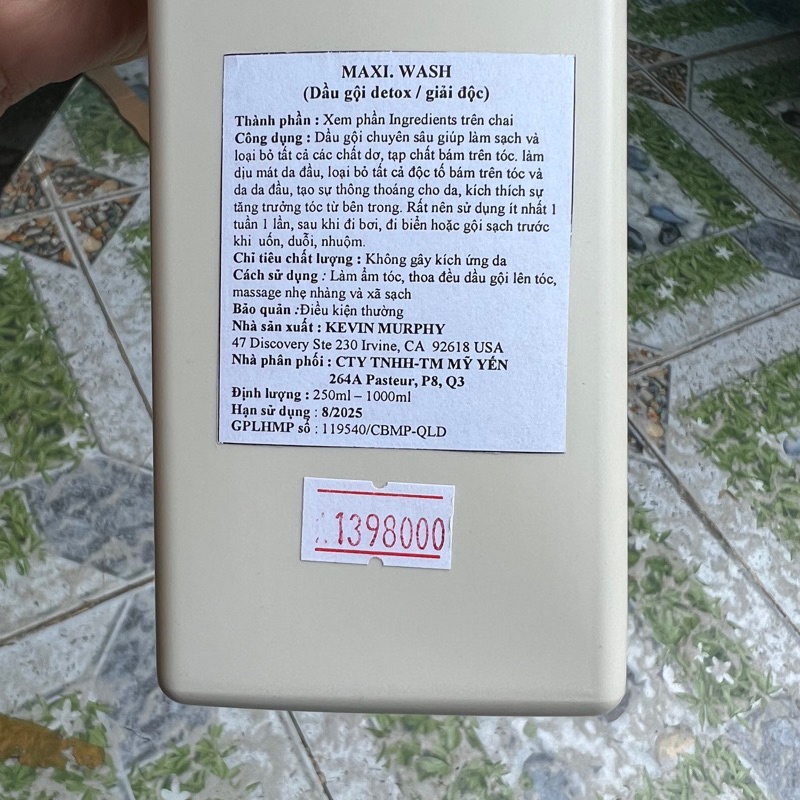 MAXI. WASH
(Dầu gội detox / giải độc)
Thành phần : Xem phần Ingredients trên chai
Công dụng : Dầu gội chuyên sâu giúp làm sạch và
loại bỏ tất cả các chất dơ, tạp chất bám trên tóc. làm
dịu mát da đầu, loại bỏ tất cả độc tố bám trên tóc và
da da đầu, tạo sự thông thoáng cho da, kích thích sự
tăng trưởng tóc từ bên trong. Rất nên sử dụng ít nhất 1
tuần 1 lần, sau khi đi bơi, đi biển hoặc gội sạch trước
khi uốn, duỗi, nhuộm.
Chỉ tiêu chất lượng : Không gây kích ứng da
Cách sử dụng : Làm ẩm tóc, thoa đều dầu gội lên tóc,
massage nhẹ nhàng và xã sạch
Bảo quản :Điều kiện thường
Nhà sản xuất : KEVIN MURPHY
47 Discovery Ste 230 Irvine, CA 92618 USA
Nhà phân phối : CTY TNHH-TM MỸ YẾN
264A Pasteur, P8, Q3
Định lượng : 250ml – 1000ml
Hạn sử dụng : 8/2025
GPLHMP số : 119540/CBMP-QLD
1398000